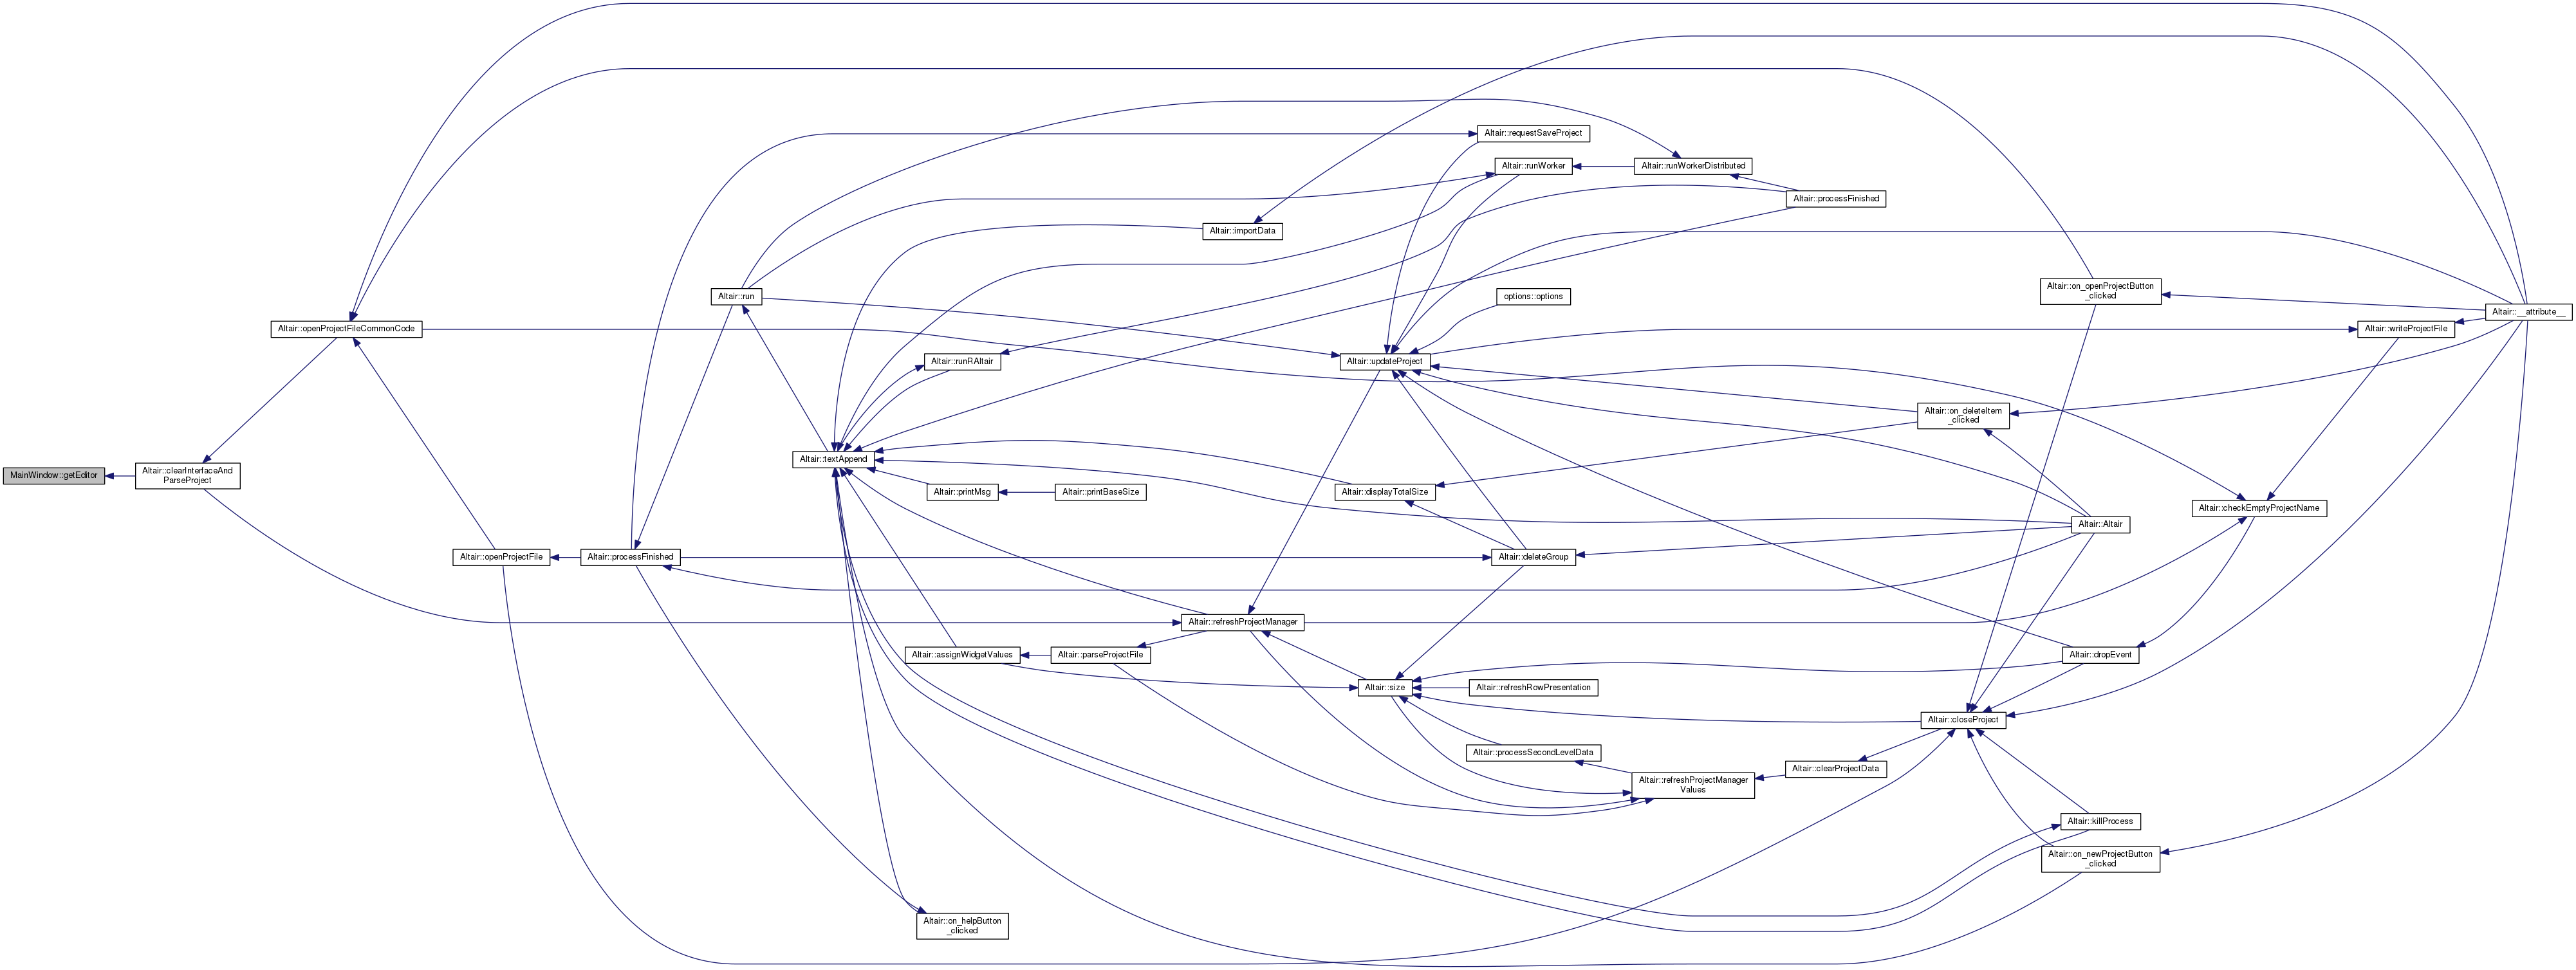 Altair::requestSaveProject
Altair::runWorker
Altair::runWorkerDistributed
Altair::processFinished
Altair::importData
Altair::on_openProjectButton
_clicked
Altair::run
options::options
Altair::__attribute__
Altair::openProjectFileCommonCode
Altair::writeProjectFile
Altair::runRAltair
Altair::updateProject
Altair::on_deleteItem
_clicked
Altair::textAppend
MainWindow::getEditor
Altair::clearInterfaceAnd
ParseProject
Altair::printMsg
Altair::printBaseSize
Altair::displayTotalSize
Altair::checkEmptyProjectName
Altair::Altair
Altair::openProjectFile
Altair::processFinished
Altair::deleteGroup
Altair::refreshProjectManager
Altair::assignWidgetValues
Altair::parseProjectFile
Altair::dropEvent
Altair::size
Altair::refreshRowPresentation
Altair::closeProject
Altair::processSecondLevelData
Altair::clearProjectData
Altair::refreshProjectManager
Values
Altair::killProcess
Altair::on_newProjectButton
_clicked
Altair::on_helpButton
_clicked